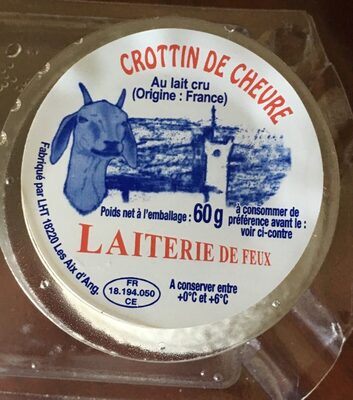 CROTTIN DE CHEVRE
Au lait cru
(Origine : France)
Fabriqué par LHT 18220 Les Aix d'Ang.
Poids net à l'emballage : 60 g
à consommer de
préférence avant le :
voir ci-contre
LAITERIE DE FEUX
FR
18.194.050
CE
A conserver entre
+0°C et +6°C